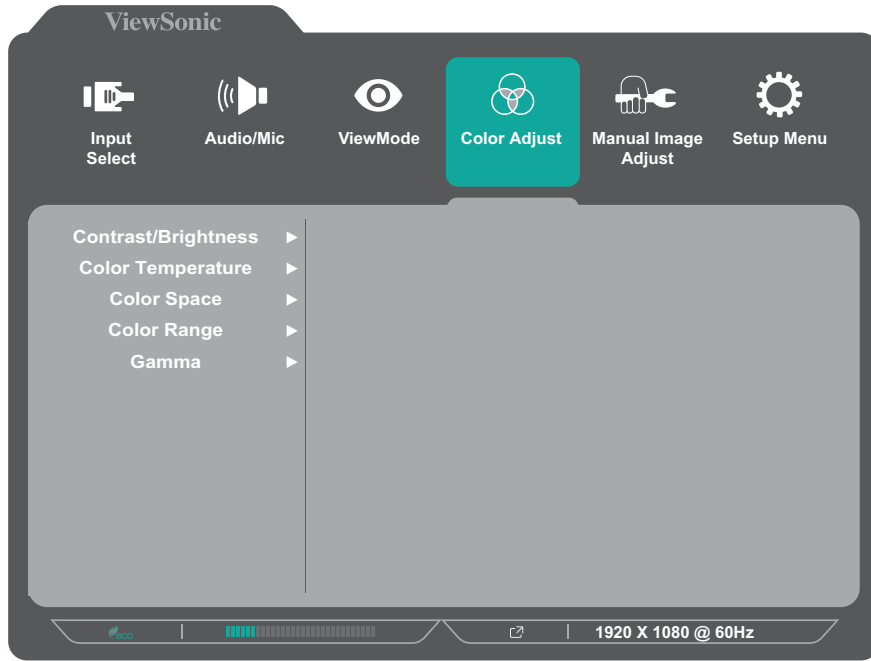 ViewSonic
Input
Select
Audio/Mic
ViewMode
Color Adjust
Manual Image
Adjust
Setup Menu
Contrast/Brightness
Color Temperature
Color Space
Color Range
Gamma
eco
1920 X 1080 @ 60Hz